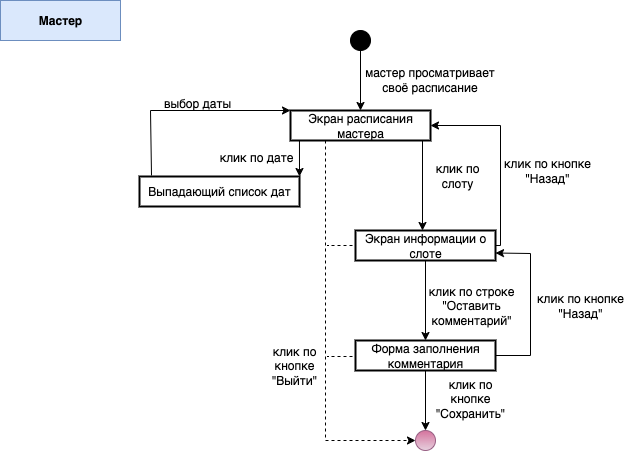 Мастер
мастер просматривает
своё расписание
выбор даты
Экран расписания
мастера
клик по дате
клик по
слоту
клик по кнопке
"Назад"
Выпадающий список дат
Экран информации о
слоте
клик по строке
"Оставить
комментарий"
клик по кнопке
"Назад"
клик по
кнопке
"Выйти"
Форма заполнения
комментария
клик по
кнопке
"Сохранить"